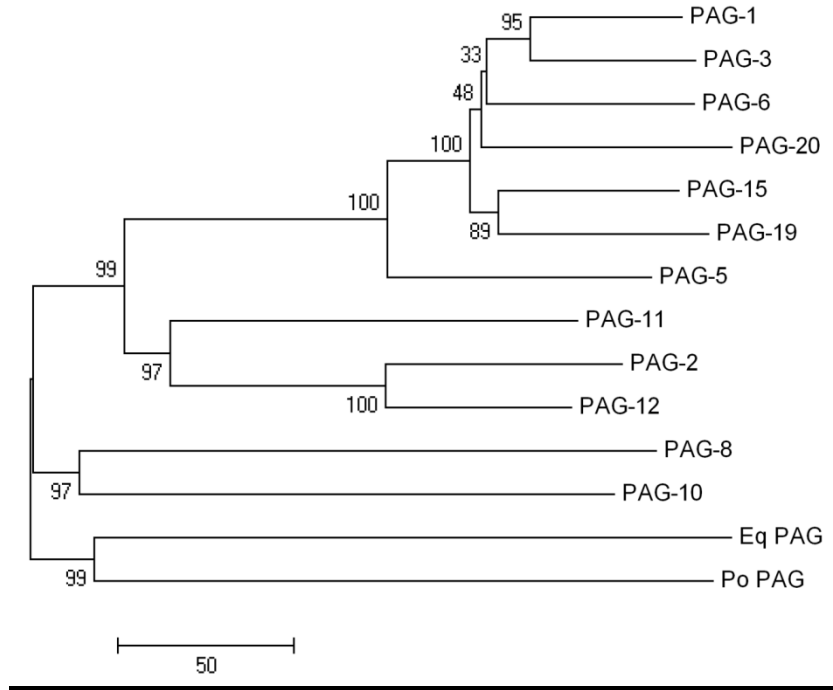 95
PAG-1
33
PAG-3
48
PAG-6
100
PAG-20
100
PAG-15
89
PAG-19
99
PAG-5
PAG-11
97
PAG-2
100
PAG-12
PAG-8
97
PAG-10
Eq PAG
99
Po PAG
50